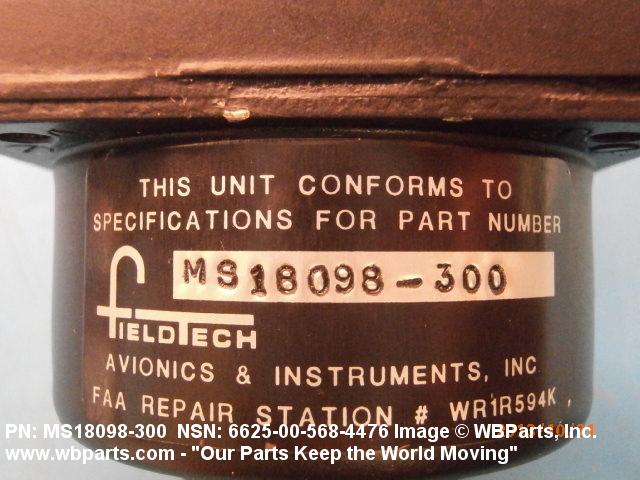 THIS UNIT CONFORMS TO
SPECIFICATIONS FOR PART NUMBER
MS18098-300
FIELDTECH
AVIONICS & INSTRUMENTS, INC
FAA REPAIR STATION # WR1R594K
PN: MS18098-300 NSN: 6625-00-568-4476 Image © WBParts, Inc.
www.wbparts.com - "Our Parts Keep the World Moving"